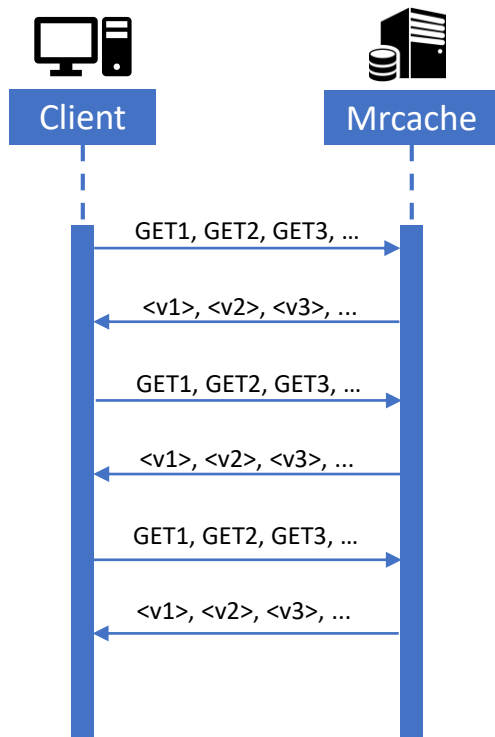 Client
Mrcache
GET1, GET2, GET3, …
<v1>, <v2>, <v3>, ...
GET1, GET2, GET3, …
<v1>, <v2>, <v3>, ...
GET1, GET2, GET3, …
<v1>, <v2>, <v3>, ...